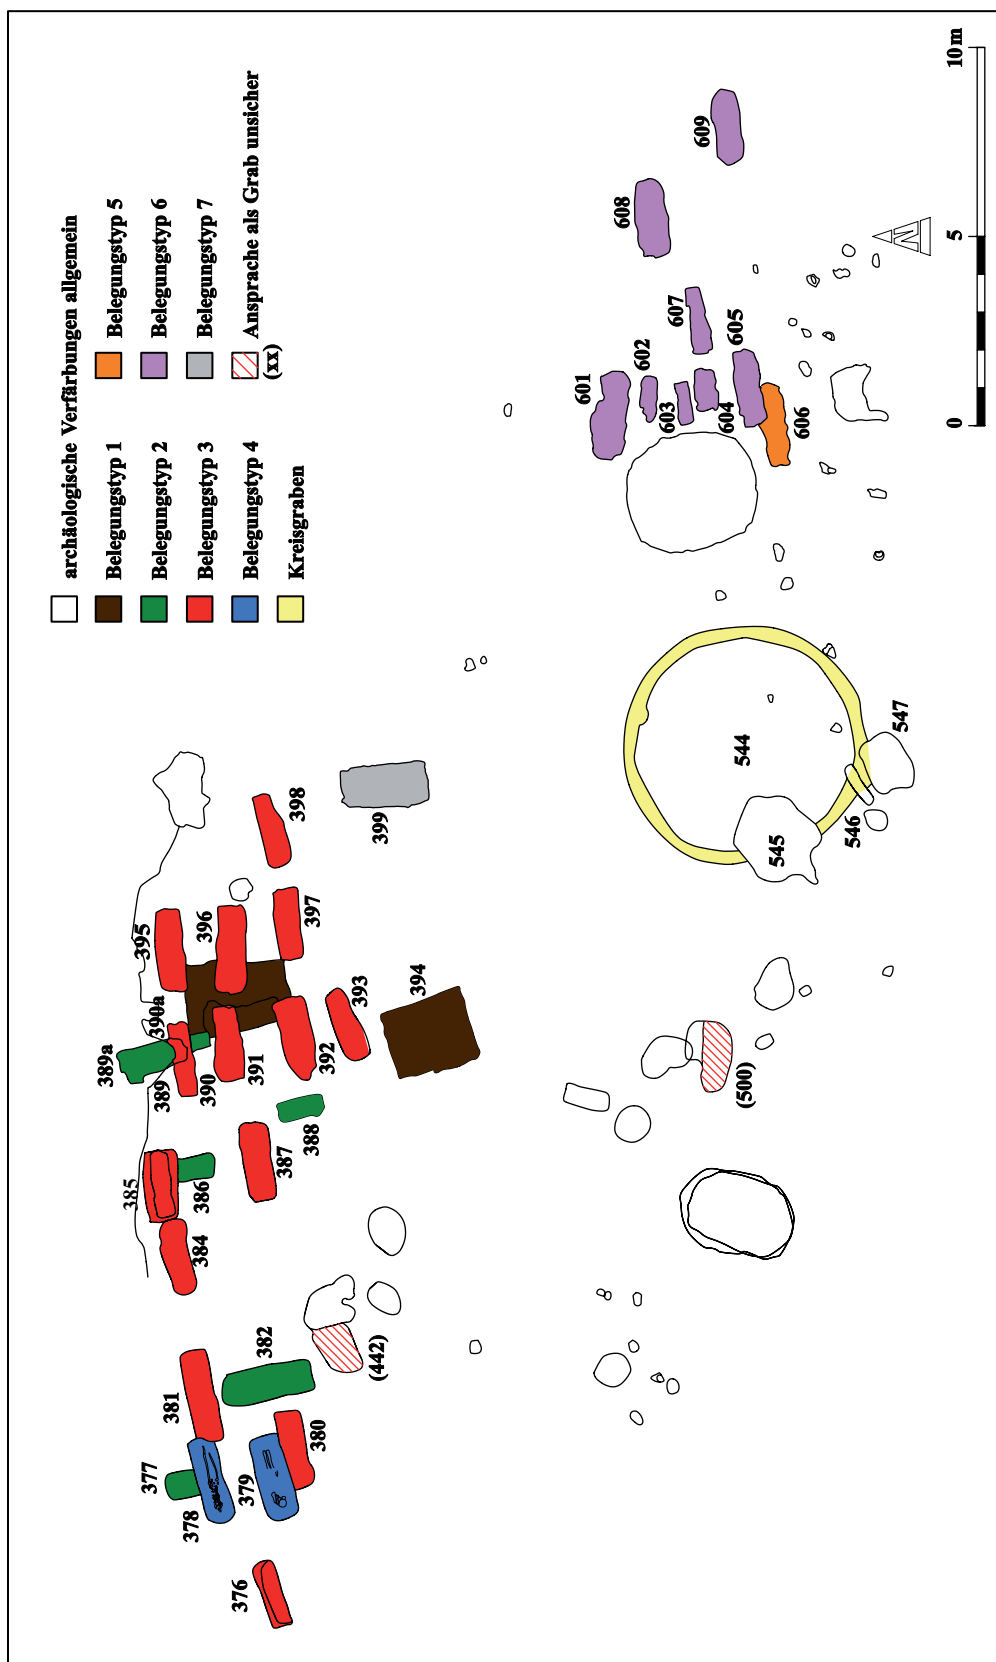 archäologische Verfärbungen allgemein
Belegungstyp 1
Belegungstyp 2
Belegungstyp 3
Belegungstyp 4
Kreisgraben
Belegungstyp 5
Belegungstyp 6
Belegungstyp 7
Ansprache als Grab unsicher
(xx)
376
377
378
379
380
381
382
384
385
386
387
388
389
389a
390
390a
391
392
393
394
395
396
397
398
399
(442)
(500)
544
545
546
547
601
602
603
604
605
606
607
608
609
N
0
5
10 m